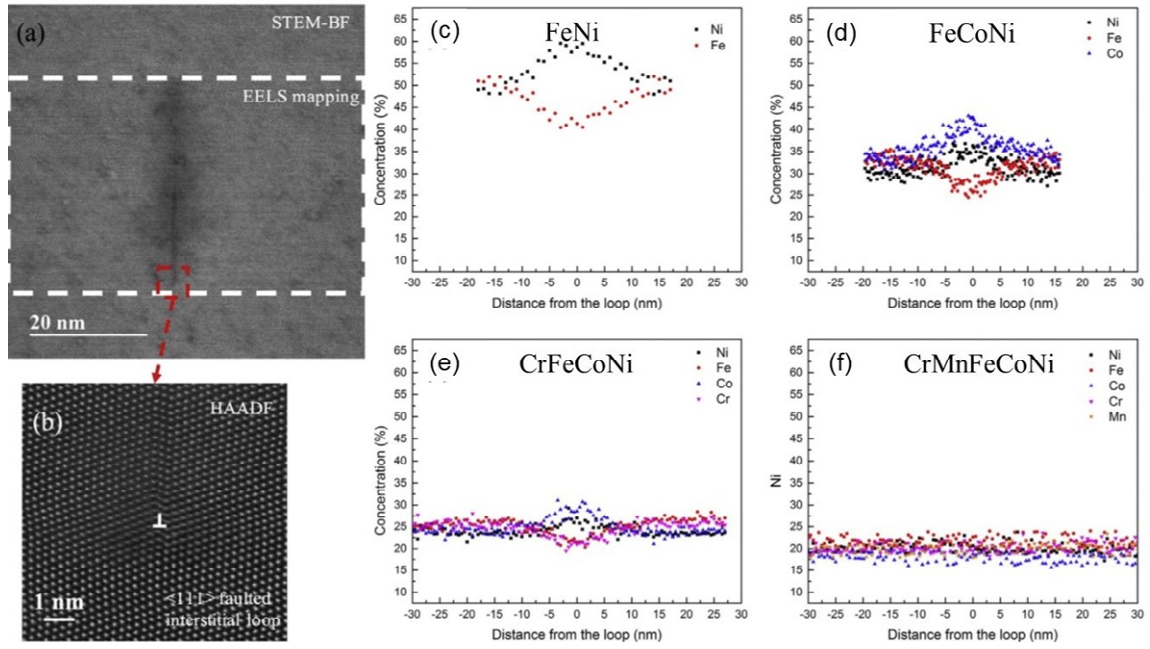 (a)
STEM-BF
EELS mapping
20 nm
(b)
HAADF
1 nm
<111> faulted
interstitial loop
(c)
FeNi
Ni
Fe
Concentration (%)
65
60
55
50
45
40
35
30
25
20
15
10
-30 -25 -20 -15 -10 -5 0 5 10 15 20 25 30
Distance from the loop (nm)
(d)
FeCoNi
Ni
Fe
Co
Concentration (%)
65
60
55
50
45
40
35
30
25
20
15
10
-30 -25 -20 -15 -10 -5 0 5 10 15 20 25 30
Distance from the loop (nm)
(e)
CrFeCoNi
Ni
Fe
Co
Cr
Concentration (%)
65
60
55
50
45
40
35
30
25
20
15
10
-30 -25 -20 -15 -10 -5 0 5 10 15 20 25 30
Distance from the loop (nm)
(f)
CrMnFeCoNi
Ni
Fe
Co
Cr
Mn
Ni
65
60
55
50
45
40
35
30
25
20
15
10
-30 -25 -20 -15 -10 -5 0 5 10 15 20 25 30
Distance from the loop (nm)